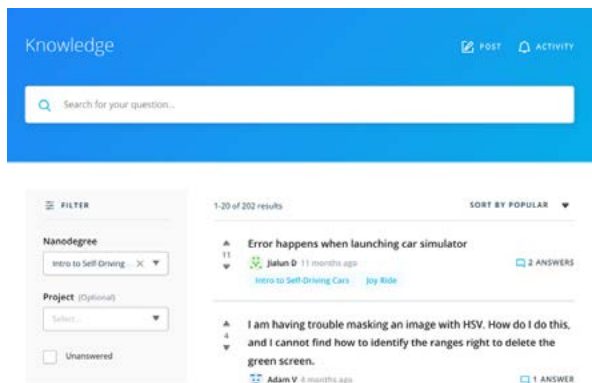 Knowledge
POST
ACTIVITY
Search for your question...
FILTER
Nanodegree
Intro to Self-Driving
Project (Optional)
Select...
Unanswered
1-20 of 202 results
SORT BY POPULAR
Error happens when launching car simulator
11
Jialun D 11 months ago
2 ANSWERS
Intro to Self-Driving Cars Joy Ride
I am having trouble masking an image with HSV. How do I do this,
4
and I cannot find how to identify the ranges right to delete the
green screen.
Adam V 4 months ago
1 ANSWER